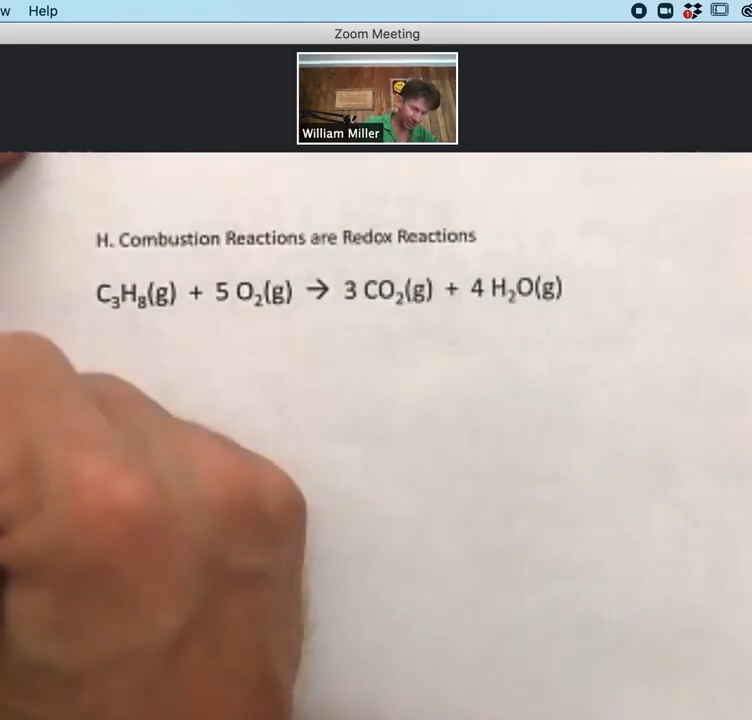 w Help
Zoom Meeting
William Miller
H. Combustion Reactions are Redox Reactions
C₃H₈(g) + 5 O₂(g) → 3 CO₂(g) + 4 H₂O(g)